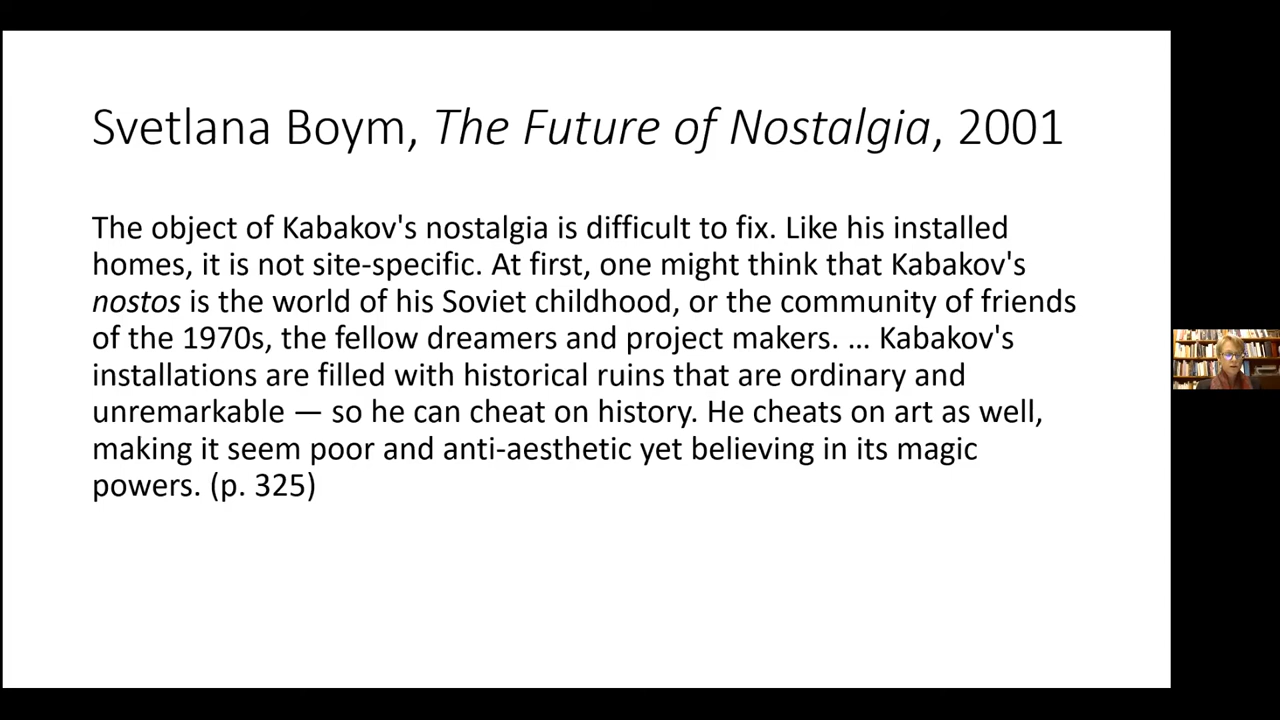 Svetlana Boym, The Future of Nostalgia, 2001
The object of Kabakov's nostalgia is difficult to fix. Like his installed
homes, it is not site-specific. At first, one might think that Kabakov's
nostos is the world of his Soviet childhood, or the community of friends
of the 1970s, the fellow dreamers and project makers. … Kabakov's
installations are filled with historical ruins that are ordinary and
unremarkable — so he can cheat on history. He cheats on art as well,
making it seem poor and anti-aesthetic yet believing in its magic
powers. (p. 325)